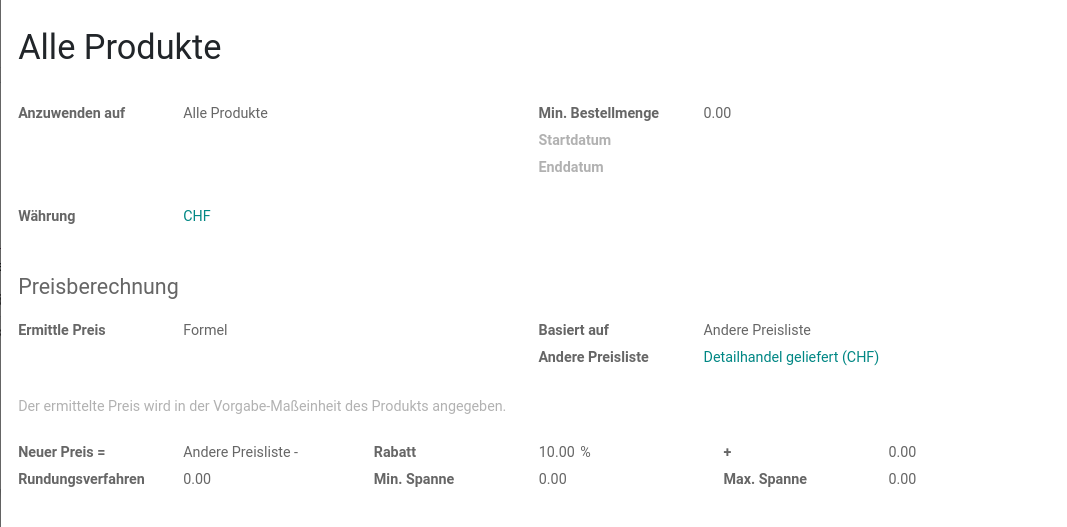 Alle Produkte
Anzuwenden auf Alle Produkte Min. Bestellmenge 0.00
Startdatum
Enddatum
Währung CHF
Preisberechnung
Ermittle Preis Formel Basiert auf Andere Preisliste
Andere Preisliste Detailhandel geliefert (CHF)
Der ermittelte Preis wird in der Vorgabe-Maßeinheit des Produkts angegeben.
Neuer Preis = Andere Preisliste - Rabatt 10.00 % + 0.00
Rundungsverfahren 0.00 Min. Spanne 0.00 Max. Spanne 0.00